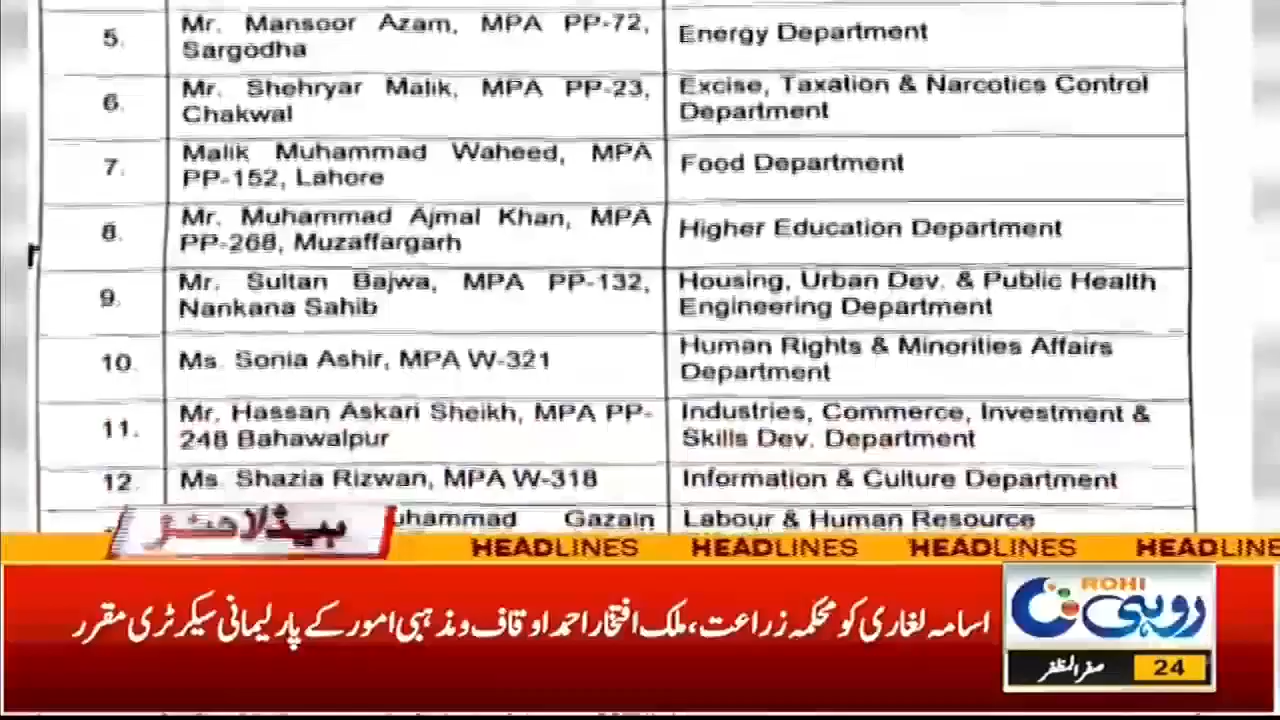 5.
Mr. Mansoor Azam, MPA PP-72,
Sargodha
Energy Department
6.
Mr. Shehryar Malik, MPA PP-23,
Chakwal
Excise, Taxation & Narcotics Control
Department
7.
Malik Muhammad Waheed, MPA
PP-152, Lahore
Food Department
8.
Mr. Muhammad Ajmal Khan, MPA
PP-268, Muzaffargarh
Higher Education Department
9.
Mr. Sultan Bajwa, MPA PP-132,
Nankana Sahib
Housing, Urban Dev. & Public Health
Engineering Department
10.
Ms. Sonia Ashir, MPA W-321
Human Rights & Minorities Affairs
Department
11.
Mr. Hassan Askari Sheikh, MPA PP-
248 Bahawalpur
Industries, Commerce, Investment &
Skills Dev. Department
12.
Ms. Shazia Rizwan, MPA W-318
Information & Culture Department
uhammad Gazain
Labour & Human Resource
ہیڈلائنز
HEADLINES HEADLINES HEADLINES HEADLINE
اسامہ لغاری کو محکمہ زراعت، ملک افتخار احمد اوقاف و مذہبی امور کے پارلیمانی سیکرٹری مقرر
ROHI
روہی
صفر المظفر 24